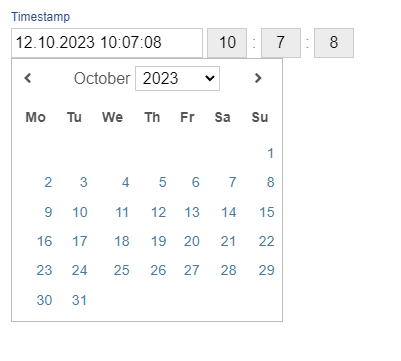 Timestamp
12.10.2023 10:07:08 10 : 7 : 8
October 2023
Mo Tu We Th Fr Sa Su
1
2 3 4 5 6 7 8
9 10 11 12 13 14 15
16 17 18 19 20 21 22
23 24 25 26 27 28 29
30 31